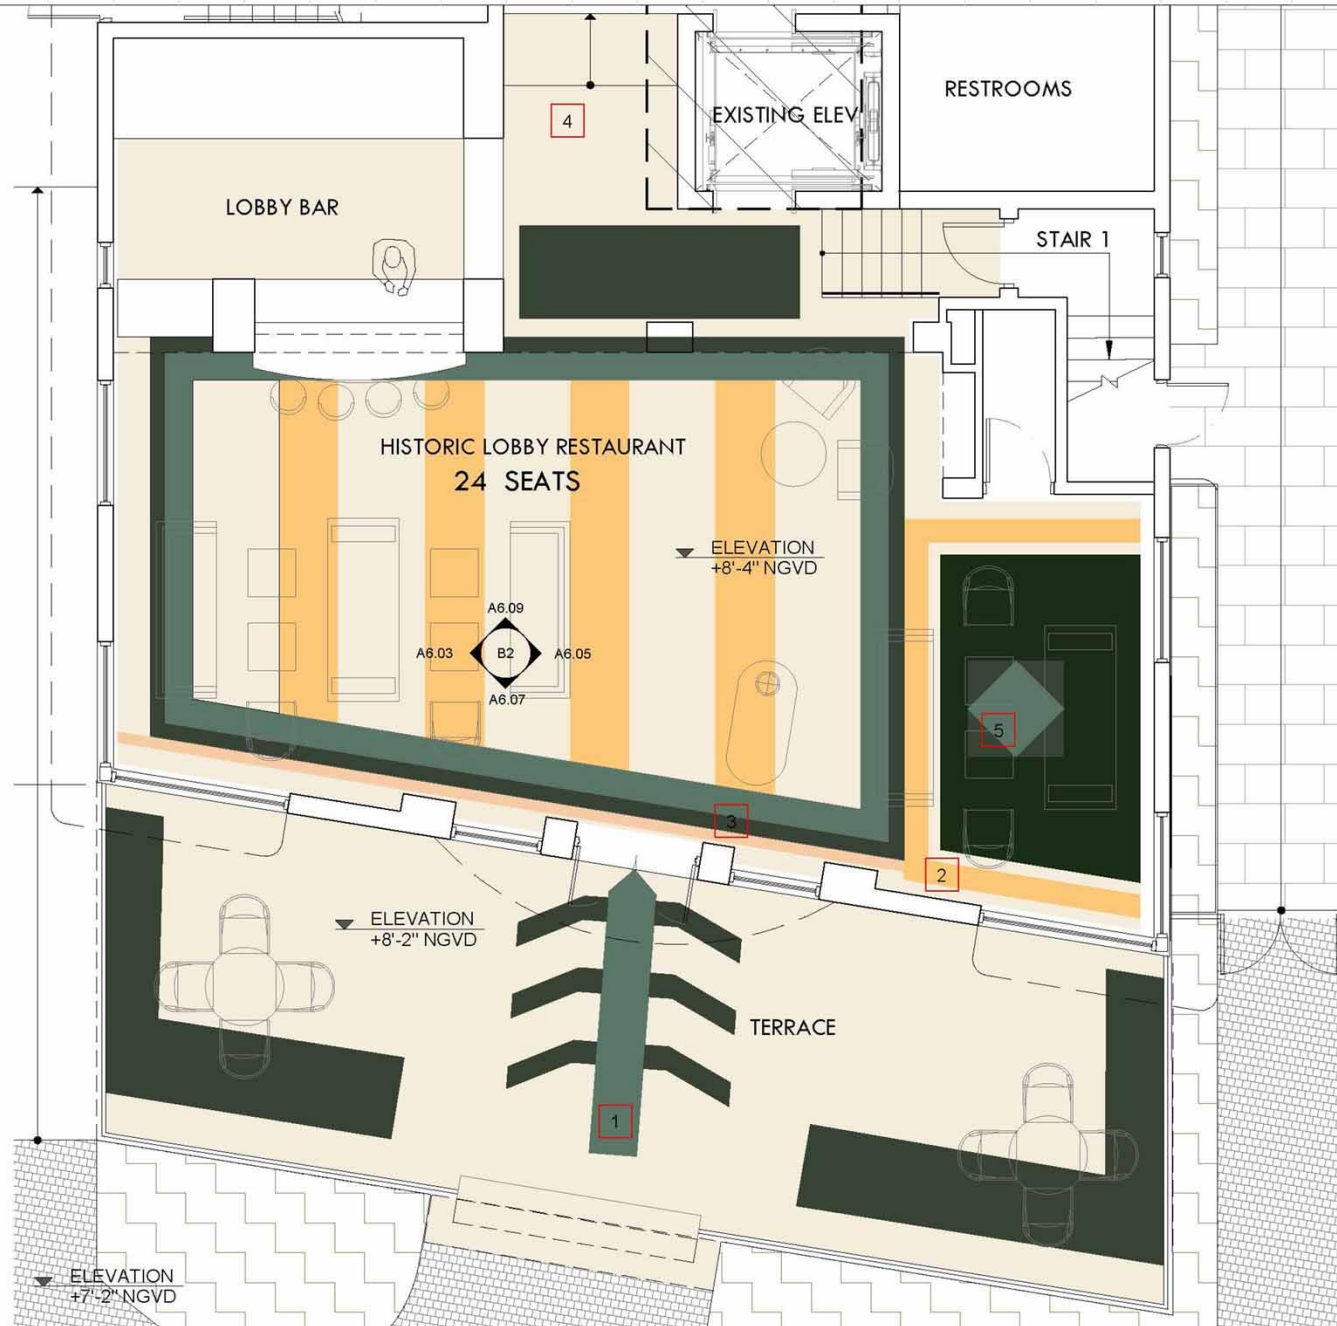 RESTROOMS
EXISTING ELEV
4
LOBBY BAR
STAIR 1
HISTORIC LOBBY RESTAURANT
24 SEATS
ELEVATION
+8'-4" NGVD
A6.09
A6.03
B2
A6.05
A6.07
5
3
2
ELEVATION
+8'-2" NGVD
TERRACE
1
ELEVATION
+7'-2" NGVD